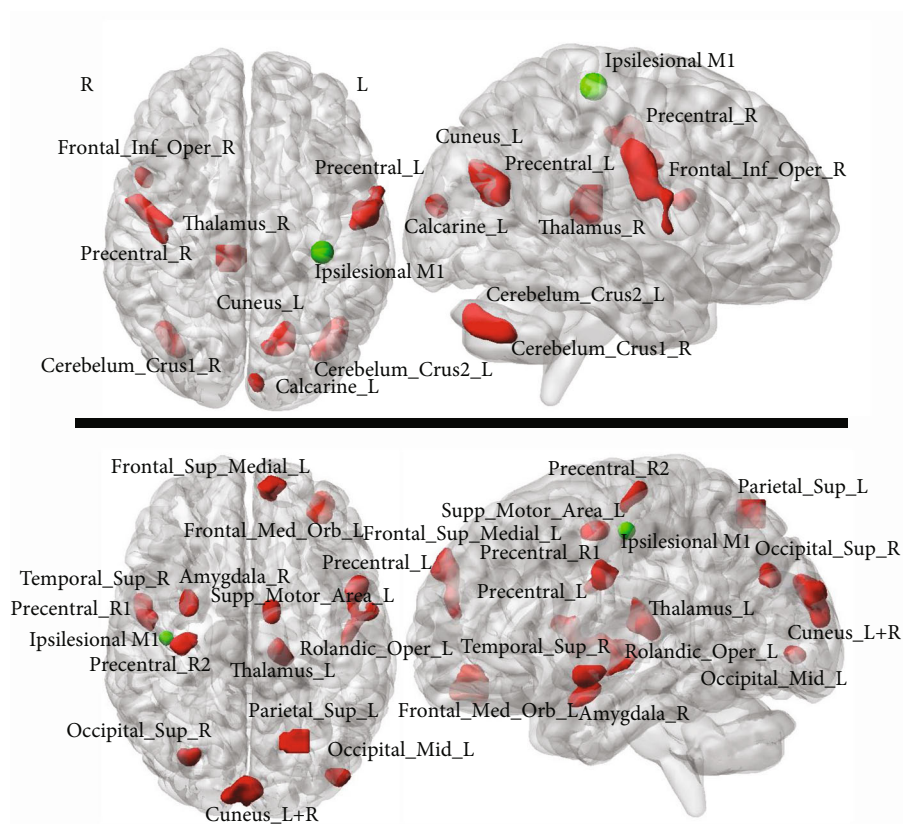 R
L
Frontal_Inf_Oper_R
Precentral_L
Thalamus_R
Precentral_R
Ipsilesional M1
Cuneus_L
Cerebelum_Crus1_R
Cerebelum_Crus2_L
Calcarine_L
Ipsilesional M1
Precentral_R
Cuneus_L
Precentral_L
Frontal_Inf_Oper_R
Calcarine_L
Thalamus_R
Cerebelum_Crus2_L
Cerebelum_Crus1_R
Frontal_Sup_Medial_L
Frontal_Med_Orb_L
Precentral_L
Temporal_Sup_R
Amygdala_R
Supp_Motor_Area_L
Precentral_R1
Ipsilesional M1
Rolandic_Oper_L
Precentral_R2
Thalamus_L
Parietal_Sup_L
Occipital_Sup_R
Occipital_Mid_L
Cuneus_L+R
Precentral_R2
Parietal_Sup_L
Supp_Motor_Area_L
Frontal_Sup_Medial_L
Ipsilesional M1
Precentral_R1
Occipital_Sup_R
Precentral_L
Thalamus_L
Cuneus_L+R
Temporal_Sup_R
Rolandic_Oper_L
Occipital_Mid_L
Frontal_Med_Orb_L
Amygdala_R